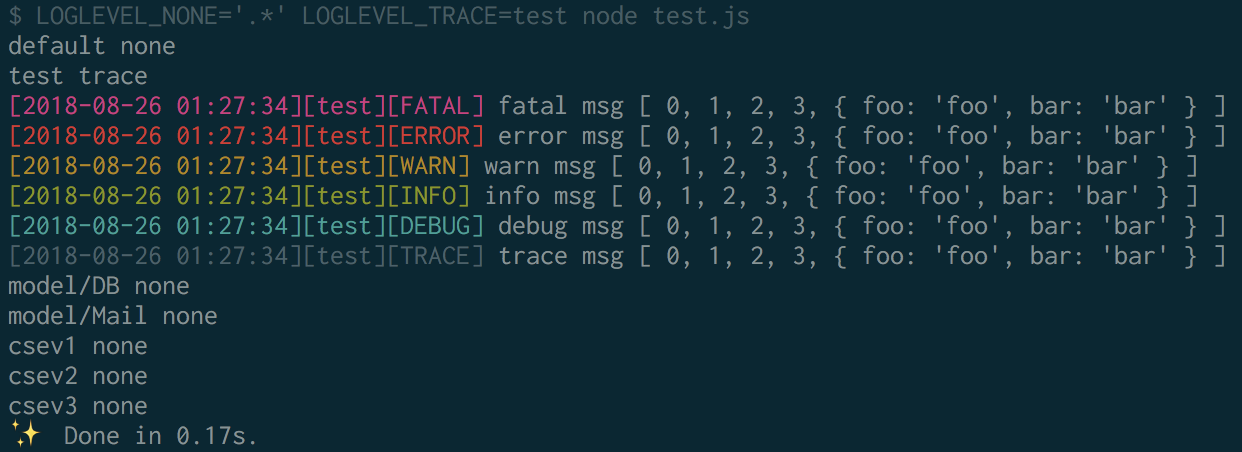 $ LOGLEVEL_NONE='.*' LOGLEVEL_TRACE=test node test.js
default none
test trace
[2018-08-26 01:27:34][test][FATAL] fatal msg [ 0, 1, 2, 3, { foo: 'foo', bar: 'bar' } ]
[2018-08-26 01:27:34][test][ERROR] error msg [ 0, 1, 2, 3, { foo: 'foo', bar: 'bar' } ]
[2018-08-26 01:27:34][test][WARN] warn msg [ 0, 1, 2, 3, { foo: 'foo', bar: 'bar' } ]
[2018-08-26 01:27:34][test][INFO] info msg [ 0, 1, 2, 3, { foo: 'foo', bar: 'bar' } ]
[2018-08-26 01:27:34][test][DEBUG] debug msg [ 0, 1, 2, 3, { foo: 'foo', bar: 'bar' } ]
[2018-08-26 01:27:34][test][TRACE] trace msg [ 0, 1, 2, 3, { foo: 'foo', bar: 'bar' } ]
model/DB none
model/Mail none
csev1 none
csev2 none
csev3 none
✨ Done in 0.17s.